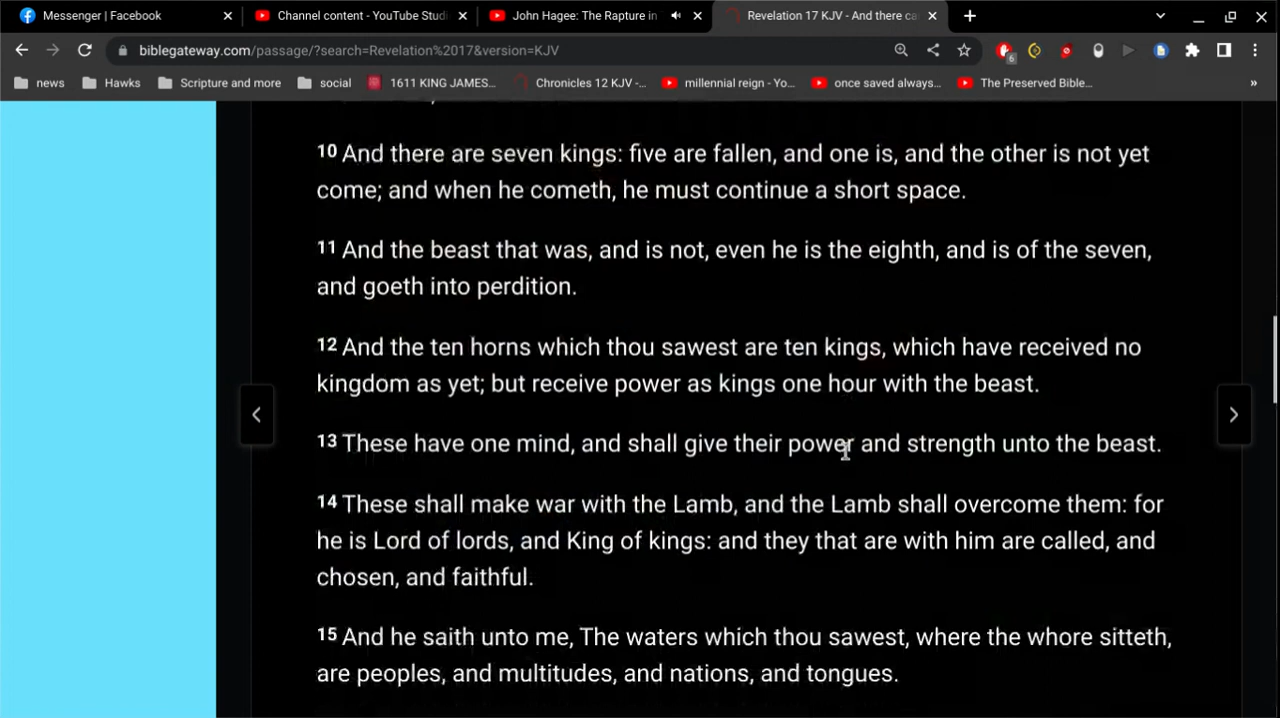 Messenger | Facebook
Channel content - YouTube Studi
John Hagee: The Rapture in
Revelation 17 KJV - And there ca
biblegateway.com/passage/?search=Revelation%2017&version=KJV
6
news
Hawks
Scripture and more
social
1611 KING JAMES...
Chronicles 12 KJV -...
millennial reign - Yo...
once saved always...
The Preserved Bible...
»
10 And there are seven kings: five are fallen, and one is, and the other is not yet
come; and when he cometh, he must continue a short space.
11 And the beast that was, and is not, even he is the eighth, and is of the seven,
and goeth into perdition.
12 And the ten horns which thou sawest are ten kings, which have received no
kingdom as yet; but receive power as kings one hour with the beast.
13 These have one mind, and shall give their power and strength unto the beast.
14 These shall make war with the Lamb, and the Lamb shall overcome them: for
he is Lord of lords, and King of kings: and they that are with him are called, and
chosen, and faithful.
15 And he saith unto me, The waters which thou sawest, where the whore sitteth,
are peoples, and multitudes, and nations, and tongues.